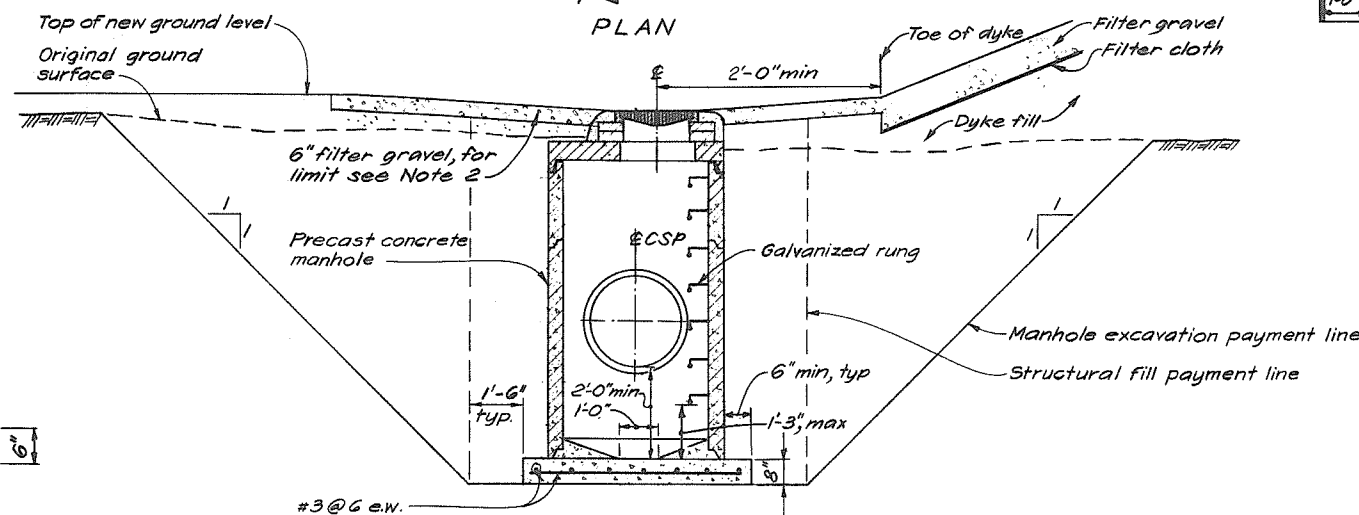 PLAN
Top of new ground level
Original ground
surface
Toe of dyke
Filter gravel
Filter cloth
℄
2'-0" min
Dyke fill
6" filter gravel, for
limit see Note 2
1
1
1
1
Precast concrete
manhole
℄ CSP
Galvanized rung
Manhole excavation payment line
Structural fill payment line
6" min, typ
1'-6"
typ.
2'-0" min
1'-0"
1'-3", max
6"
8"
#3 @ 6 e.w.